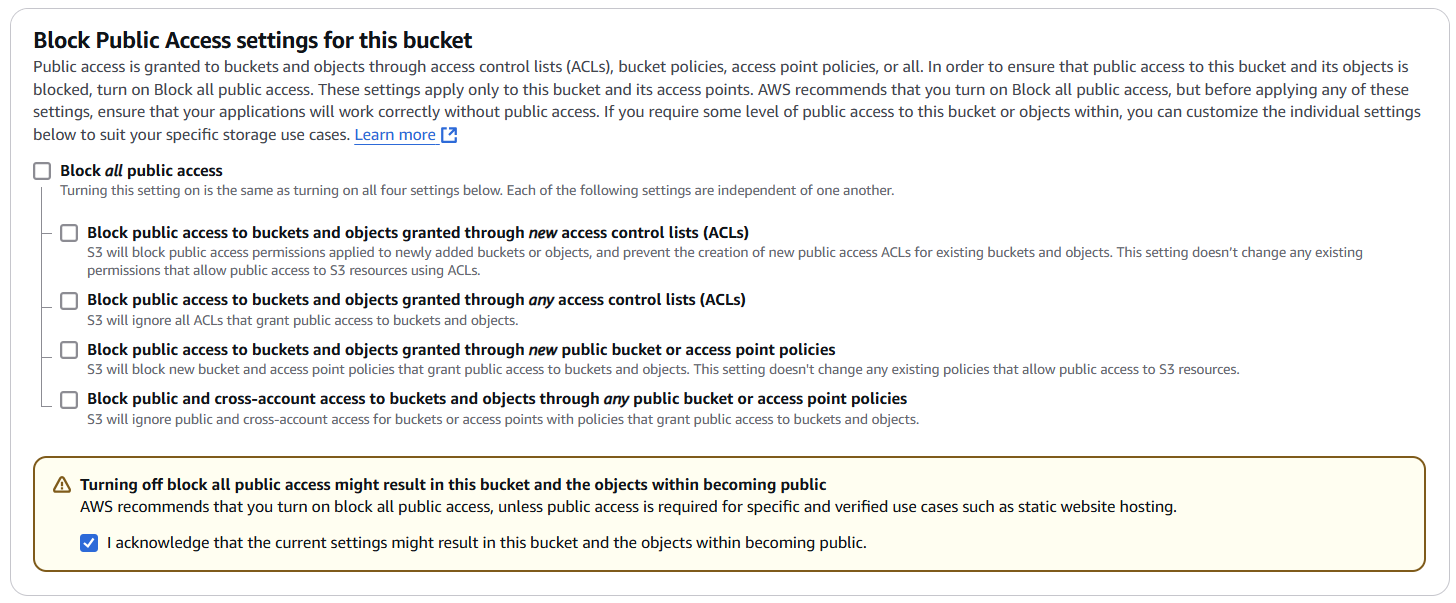 Block Public Access settings for this bucket
Public access is granted to buckets and objects through access control lists (ACLs), bucket policies, access point policies, or all. In order to ensure that public access to this bucket and its objects is
blocked, turn on Block all public access. These settings apply only to this bucket and its access points. AWS recommends that you turn on Block all public access, but before applying any of these
settings, ensure that your applications will work correctly without public access. If you require some level of public access to this bucket or objects within, you can customize the individual settings
below to suit your specific storage use cases. Learn more
Block all public access
Turning this setting on is the same as turning on all four settings below. Each of the following settings are independent of one another.
Block public access to buckets and objects granted through new access control lists (ACLs)
S3 will block public access permissions applied to newly added buckets or objects, and prevent the creation of new public access ACLs for existing buckets and objects. This setting doesn’t change any existing
permissions that allow public access to S3 resources using ACLs.
Block public access to buckets and objects granted through any access control lists (ACLs)
S3 will ignore all ACLs that grant public access to buckets and objects.
Block public access to buckets and objects granted through new public bucket or access point policies
S3 will block new bucket and access point policies that grant public access to buckets and objects. This setting doesn't change any existing policies that allow public access to S3 resources.
Block public and cross-account access to buckets and objects through any public bucket or access point policies
S3 will ignore public and cross-account access for buckets or access points with policies that grant public access to buckets and objects.
Turning off block all public access might result in this bucket and the objects within becoming public
AWS recommends that you turn on block all public access, unless public access is required for specific and verified use cases such as static website hosting.
I acknowledge that the current settings might result in this bucket and the objects within becoming public.